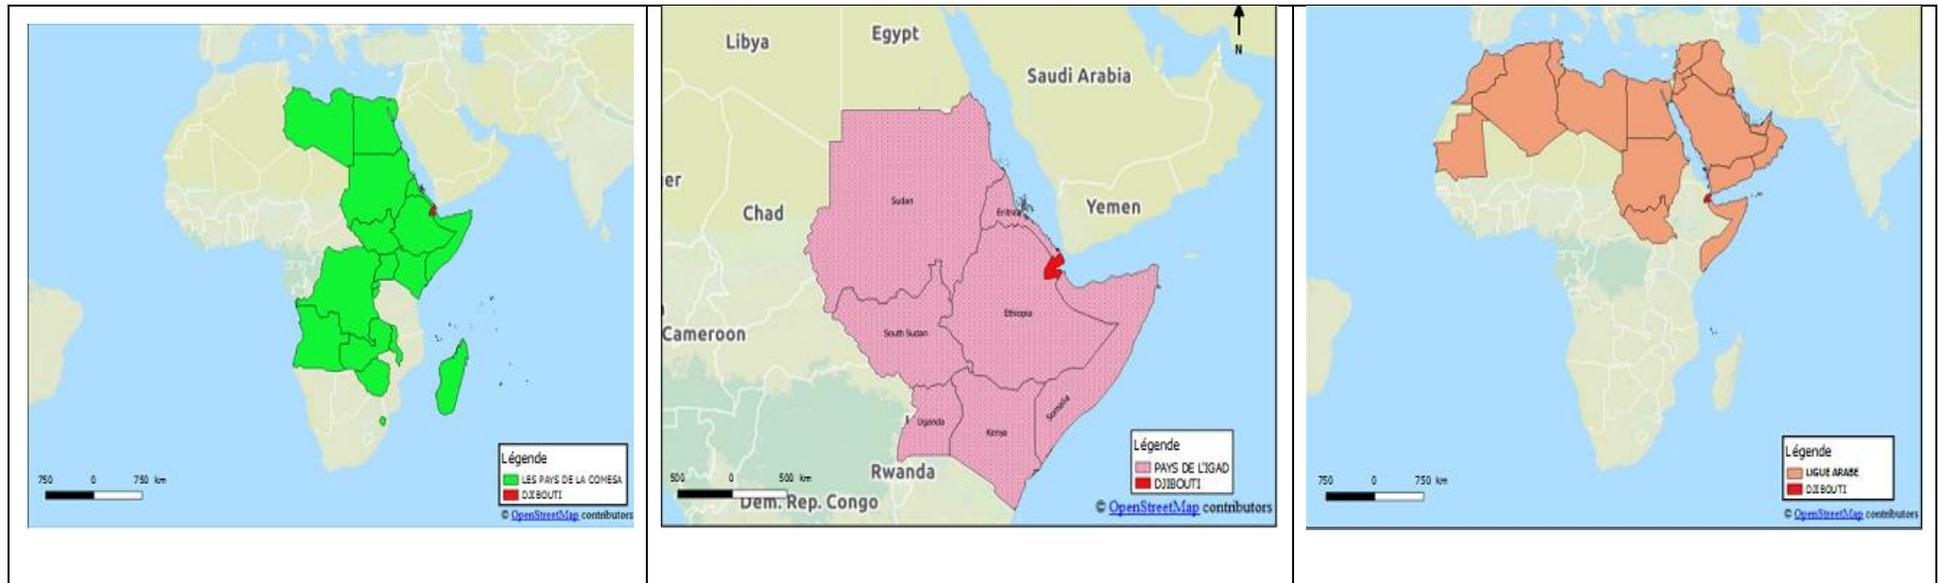 Légende
LES PAYS DE LA COMESA
DJIBOUTI
750 0 750 km
© OpenStreetMap contributors
Libya
Egypt
N
Saudi Arabia
er
Chad
Sudan
Eritrea
Yemen
Ethiopia
Cameroon
South Sudan
Uganda
Kenya
Somalia
Rwanda
Dem. Rep. Congo
500 0 500 km
Légende
PAYS DE L'IGAD
DJIBOUTI
© OpenStreetMap contributors
Légende
LIGUE ARABE
DJIBOUTI
750 0 750 km
© OpenStreetMap contributors